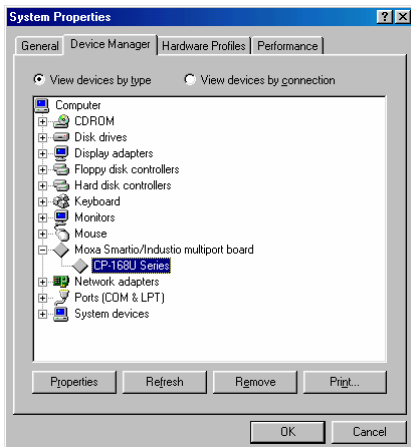 System Properties
General Device Manager Hardware Profiles Performance
View devices by type View devices by connection
Computer
CDROM
Disk drives
Display adapters
Floppy disk controllers
Hard disk controllers
Keyboard
Monitors
Mouse
Moxa Smartio/Industio multiport board
CP-168U Series
Network adapters
Ports (COM & LPT)
System devices
Properties Refresh Remove Print...
OK Cancel